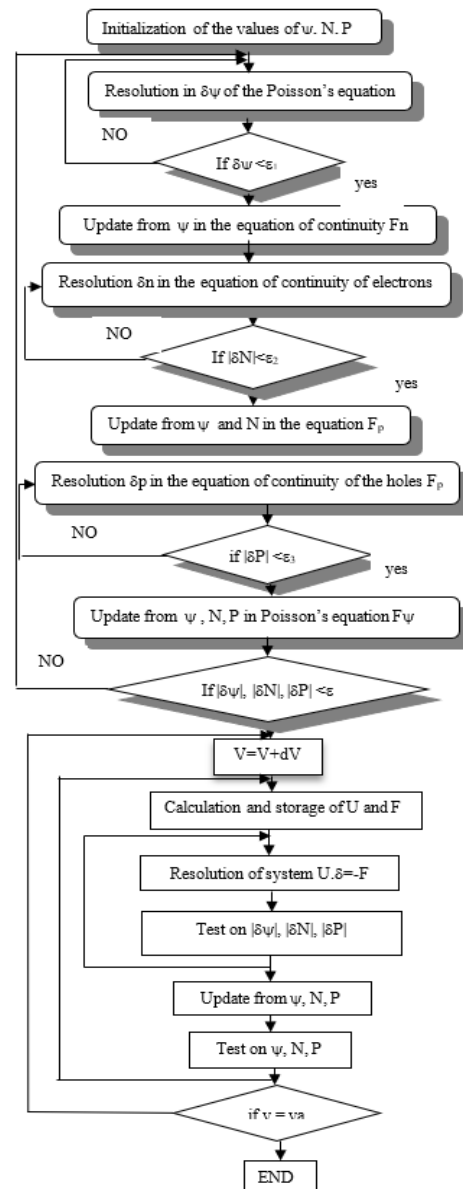 Initialization of the values of ψ. N. P
Resolution in δψ of the Poisson's equation
NO
If δψ <ε₁
yes
Update from ψ in the equation of continuity Fn
Resolution δn in the equation of continuity of electrons
NO
If |δN|<ε₂
yes
Update from ψ and N in the equation Fₚ
Resolution δp in the equation of continuity of the holes Fₚ
NO
if |δP| <ε₃
yes
Update from ψ , N, P in Poisson's equation Fψ
NO
If |δψ|, |δN|, |δP| <ε
V=V+dV
Calculation and storage of U and F
Resolution of system U.δ=-F
Test on |δψ|, |δN|, |δP|
Update from ψ, N, P
Test on ψ, N, P
if v = va
END